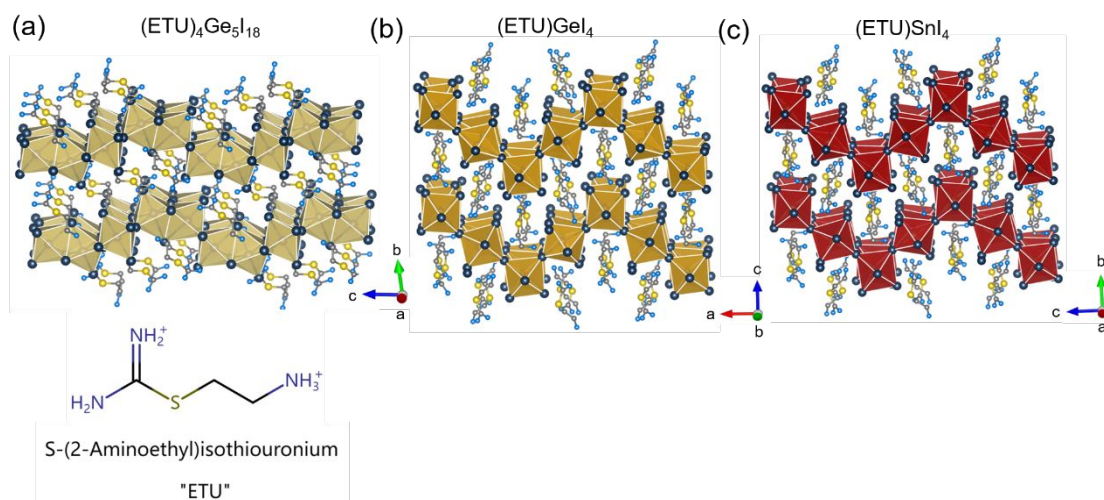 (a) (ETU)₄Ge₅I₁₈ (b) (ETU)GeI₄ (c) (ETU)SnI₄
b
c
a
c
a
b
b
c
a
NH₂⁺
H₂N
S
NH₃⁺
S-(2-Aminoethyl)isothiouronium
"ETU"